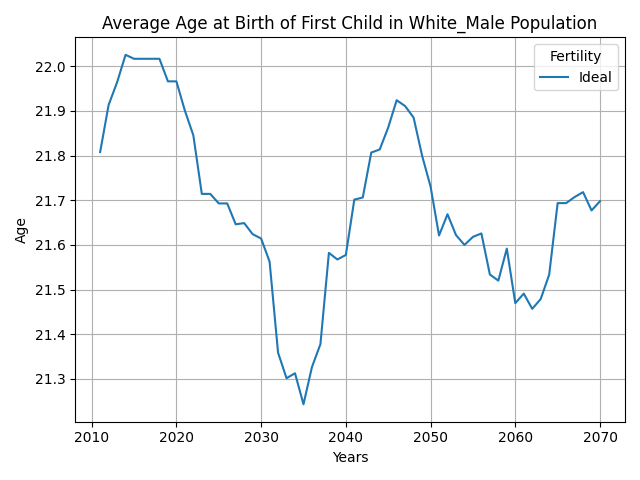 Average Age at Birth of First Child in White_Male Population
Fertility
Ideal
Age
22.0
21.9
21.8
21.7
21.6
21.5
21.4
21.3
2010 2020 2030 2040 2050 2060 2070
Years